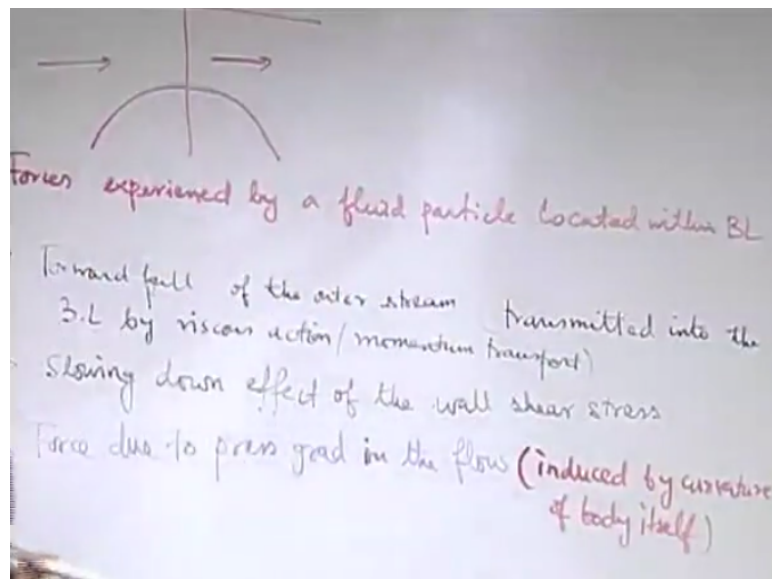 Forces experienced by a fluid particle located within BL
Forward pull of the outer stream transmitted into the
B.L by viscous action/momentum transport)
Slowing down effect of the wall shear stress
Force due to press grad in the flow (induced by curvature
of body itself)